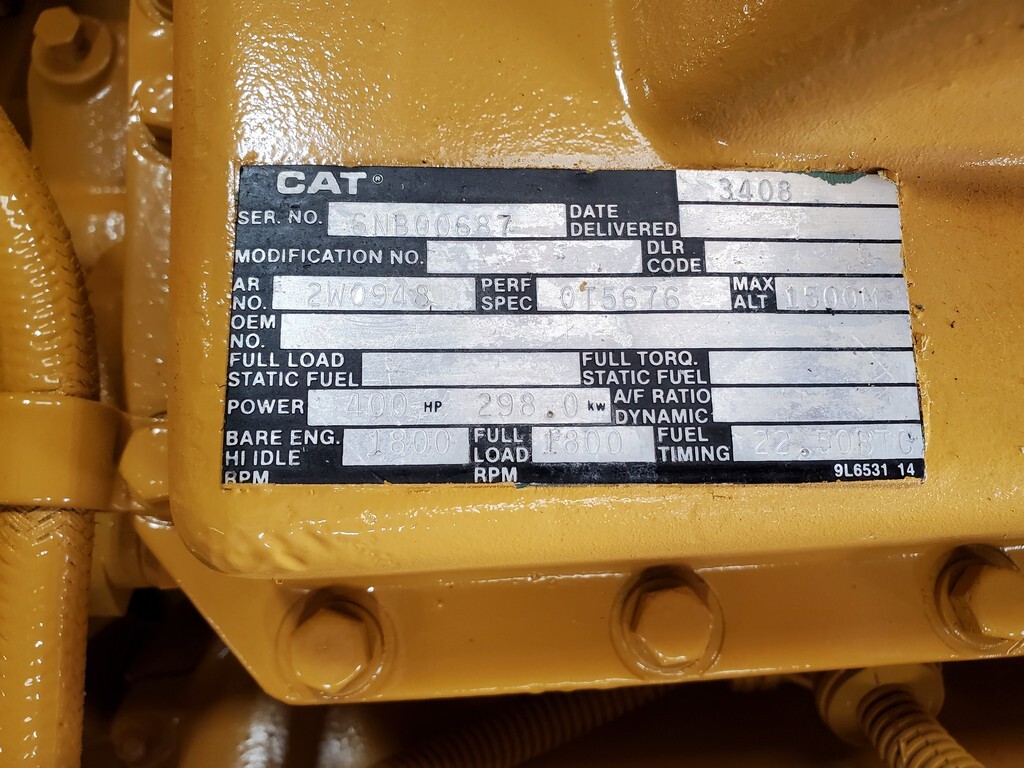 CAT® 3408
SER. NO. 6NB00687 DATE DELIVERED
MODIFICATION NO. DLR CODE
AR NO. 2W0948 PERF SPEC 0T5676 MAX ALT 1500M
OEM NO.
FULL LOAD STATIC FUEL FULL TORQ. STATIC FUEL
POWER 400 HP 298.0 kw A/F RATIO DYNAMIC
BARE ENG. HI IDLE RPM 1800 FULL LOAD RPM 1800 FUEL TIMING 22.50BTC
9L6531 14